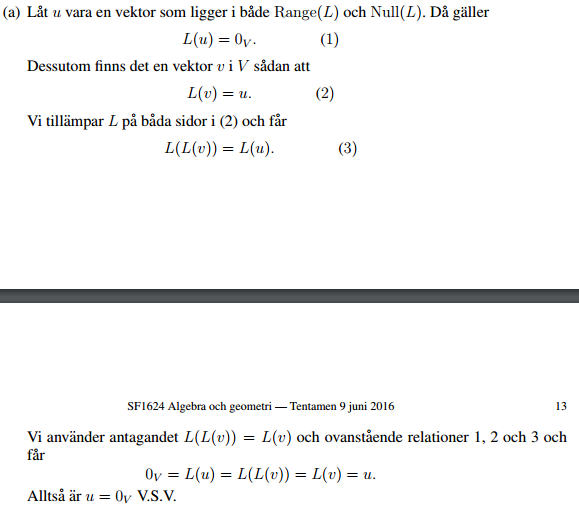 (a) Låt u vara en vektor som ligger i både Range(L) och Null(L). Då gäller
L(u) = 0_V. (1)
Dessutom finns det en vektor v i V sådan att
L(v) = u. (2)
Vi tillämpar L på båda sidor i (2) och får
L(L(v)) = L(u). (3)
SF1624 Algebra och geometri — Tentamen 9 juni 2016 13
Vi använder antagandet L(L(v)) = L(v) och ovanstående relationer 1, 2 och 3 och
får
0_V = L(u) = L(L(v)) = L(v) = u.
Alltså är u = 0_V V.S.V.